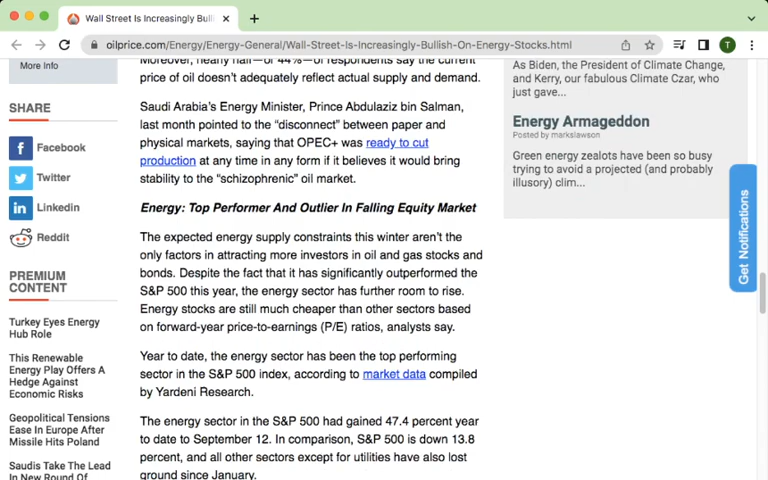 Wall Street Is Increasingly Bulli
oilprice.com/Energy/Energy-General/Wall-Street-Is-Increasingly-Bullish-On-Energy-Stocks.html
T
More Info
SHARE
Facebook
Twitter
Linkedin
Reddit
PREMIUM
CONTENT
Turkey Eyes Energy
Hub Role
This Renewable
Energy Play Offers A
Hedge Against
Economic Risks
Geopolitical Tensions
Ease In Europe After
Missile Hits Poland
Saudis Take The Lead
In New Round Of
Moreover, nearly half—or 44%—of respondents say the current
price of oil doesn't adequately reflect actual supply and demand.
Saudi Arabia's Energy Minister, Prince Abdulaziz bin Salman,
last month pointed to the “disconnect” between paper and
physical markets, saying that OPEC+ was ready to cut
production at any time in any form if it believes it would bring
stability to the “schizophrenic” oil market.
Energy: Top Performer And Outlier In Falling Equity Market
The expected energy supply constraints this winter aren't the
only factors in attracting more investors in oil and gas stocks and
bonds. Despite the fact that it has significantly outperformed the
S&P 500 this year, the energy sector has further room to rise.
Energy stocks are still much cheaper than other sectors based
on forward-year price-to-earnings (P/E) ratios, analysts say.
Year to date, the energy sector has been the top performing
sector in the S&P 500 index, according to market data compiled
by Yardeni Research.
The energy sector in the S&P 500 had gained 47.4 percent year
to date to September 12. In comparison, S&P 500 is down 13.8
percent, and all other sectors except for utilities have also lost
ground since January.
As Biden, the President of Climate Change,
and Kerry, our fabulous Climate Czar, who
just gave...
Energy Armageddon
Posted by markslawson
Green energy zealots have been so busy
trying to avoid a projected (and probably
illusory) clim...
Get Notifications